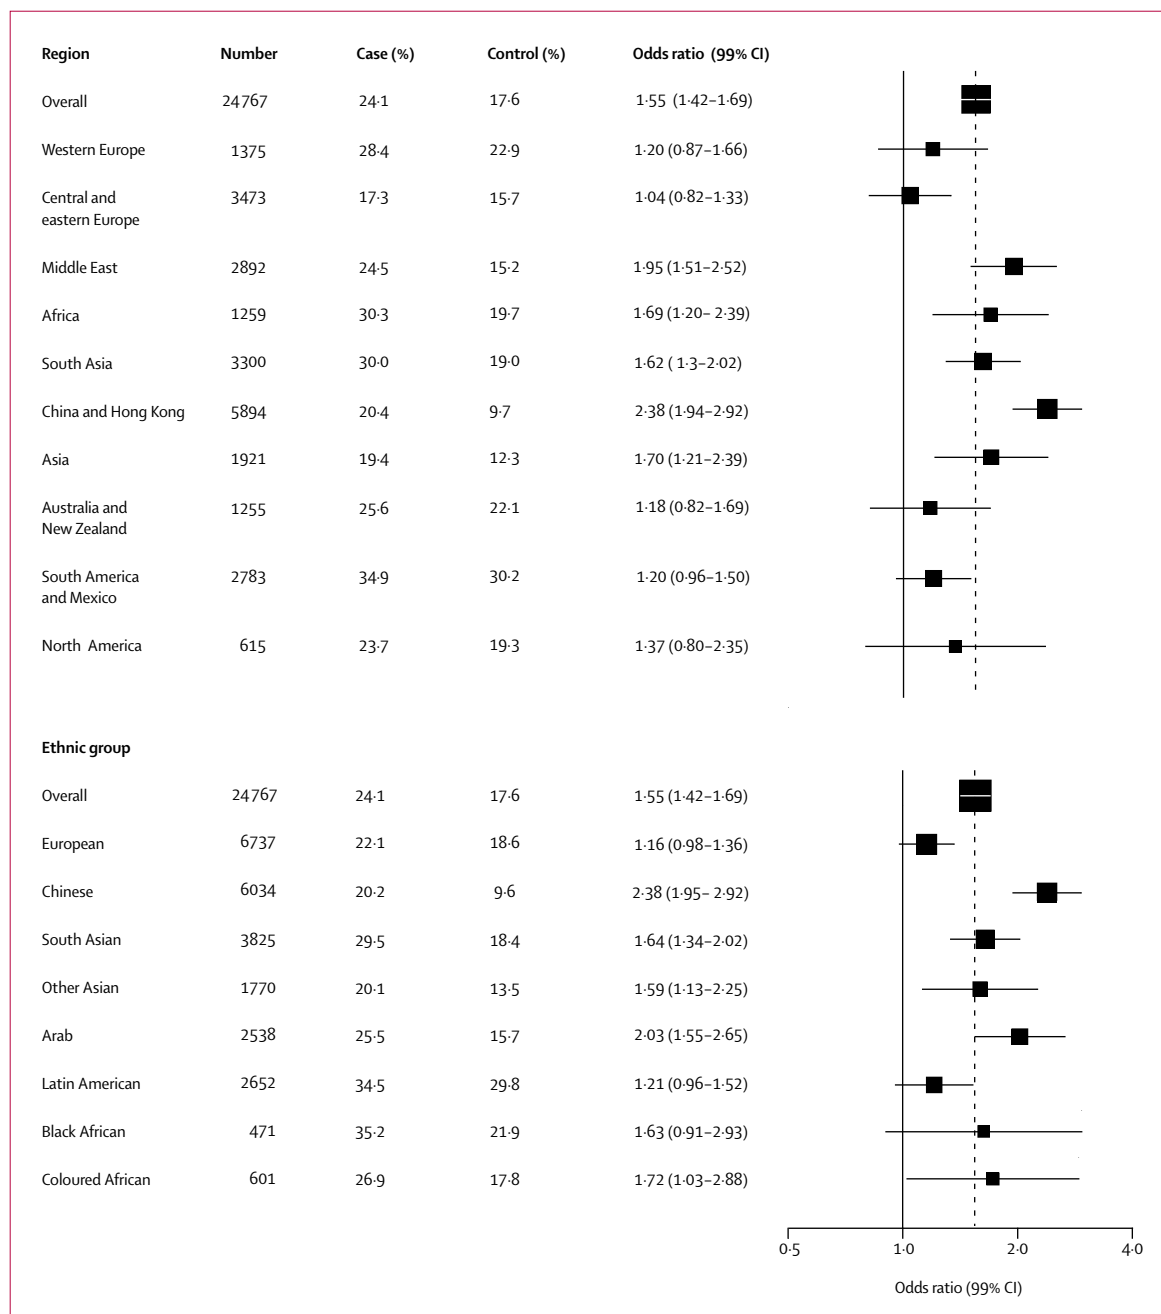 Region Number Case (%) Control (%) Odds ratio (99% CI)
Overall 24767 24·1 17·6 1·55 (1·42–1·69)
Western Europe 1375 28·4 22·9 1·20 (0·87–1·66)
Central and 3473 17·3 15·7 1·04 (0·82–1·33)
eastern Europe
Middle East 2892 24·5 15·2 1·95 (1·51–2·52)
Africa 1259 30·3 19·7 1·69 (1·20– 2·39)
South Asia 3300 30·0 19·0 1·62 ( 1·3–2·02)
China and Hong Kong 5894 20·4 9·7 2·38 (1·94–2·92)
Asia 1921 19·4 12·3 1·70 (1·21–2·39)
Australia and 1255 25·6 22·1 1·18 (0·82–1·69)
New Zealand
South America 2783 34·9 30·2 1·20 (0·96–1·50)
and Mexico
North America 615 23·7 19·3 1·37 (0·80–2·35)
Ethnic group
Overall 24767 24·1 17·6 1·55 (1·42–1·69)
European 6737 22·1 18·6 1·16 (0·98–1·36)
Chinese 6034 20·2 9·6 2·38 (1·95– 2·92)
South Asian 3825 29·5 18·4 1·64 (1·34–2·02)
Other Asian 1770 20·1 13·5 1·59 (1·13–2·25)
Arab 2538 25·5 15·7 2·03 (1·55–2·65)
Latin American 2652 34·5 29·8 1·21 (0·96–1·52)
Black African 471 35·2 21·9 1·63 (0·91–2·93)
Coloured African 601 26·9 17·8 1·72 (1·03–2·88)
0·5 1·0 2·0 4·0
Odds ratio (99% CI)